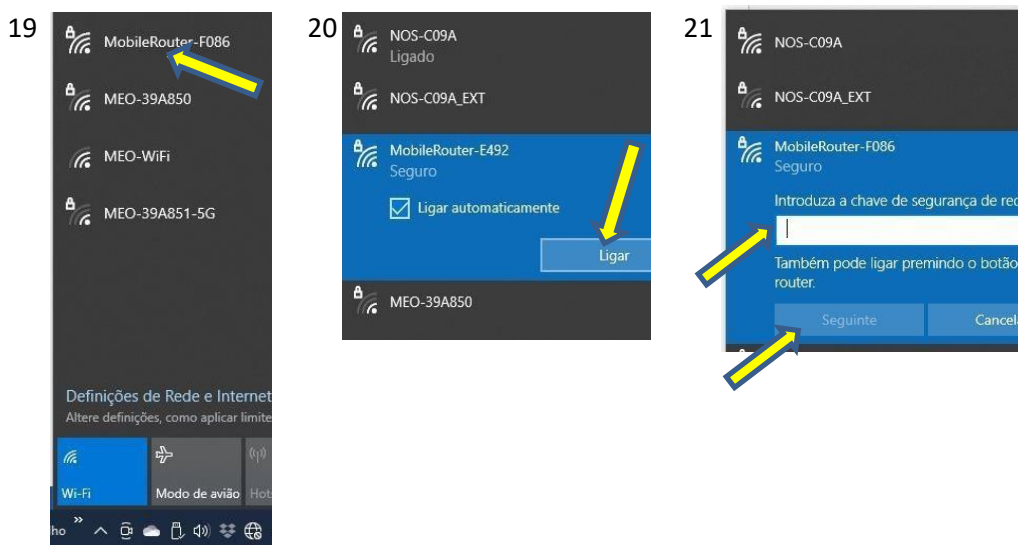 19
MobileRouter-F086
MEO-39A850
MEO-WiFi
MEO-39A851-5G
Definições de Rede e Internet
Altere definições, como aplicar limite
Wi-Fi
Modo de avião
Hot
ho
20
NOS-C09A
Ligado
NOS-C09A_EXT
MobileRouter-E492
Seguro
Ligar automaticamente
Ligar
MEO-39A850
21
NOS-C09A
NOS-C09A_EXT
MobileRouter-F086
Seguro
Introduza a chave de segurança de red
Também pode ligar premindo o botão
router.
Seguinte
Cancela